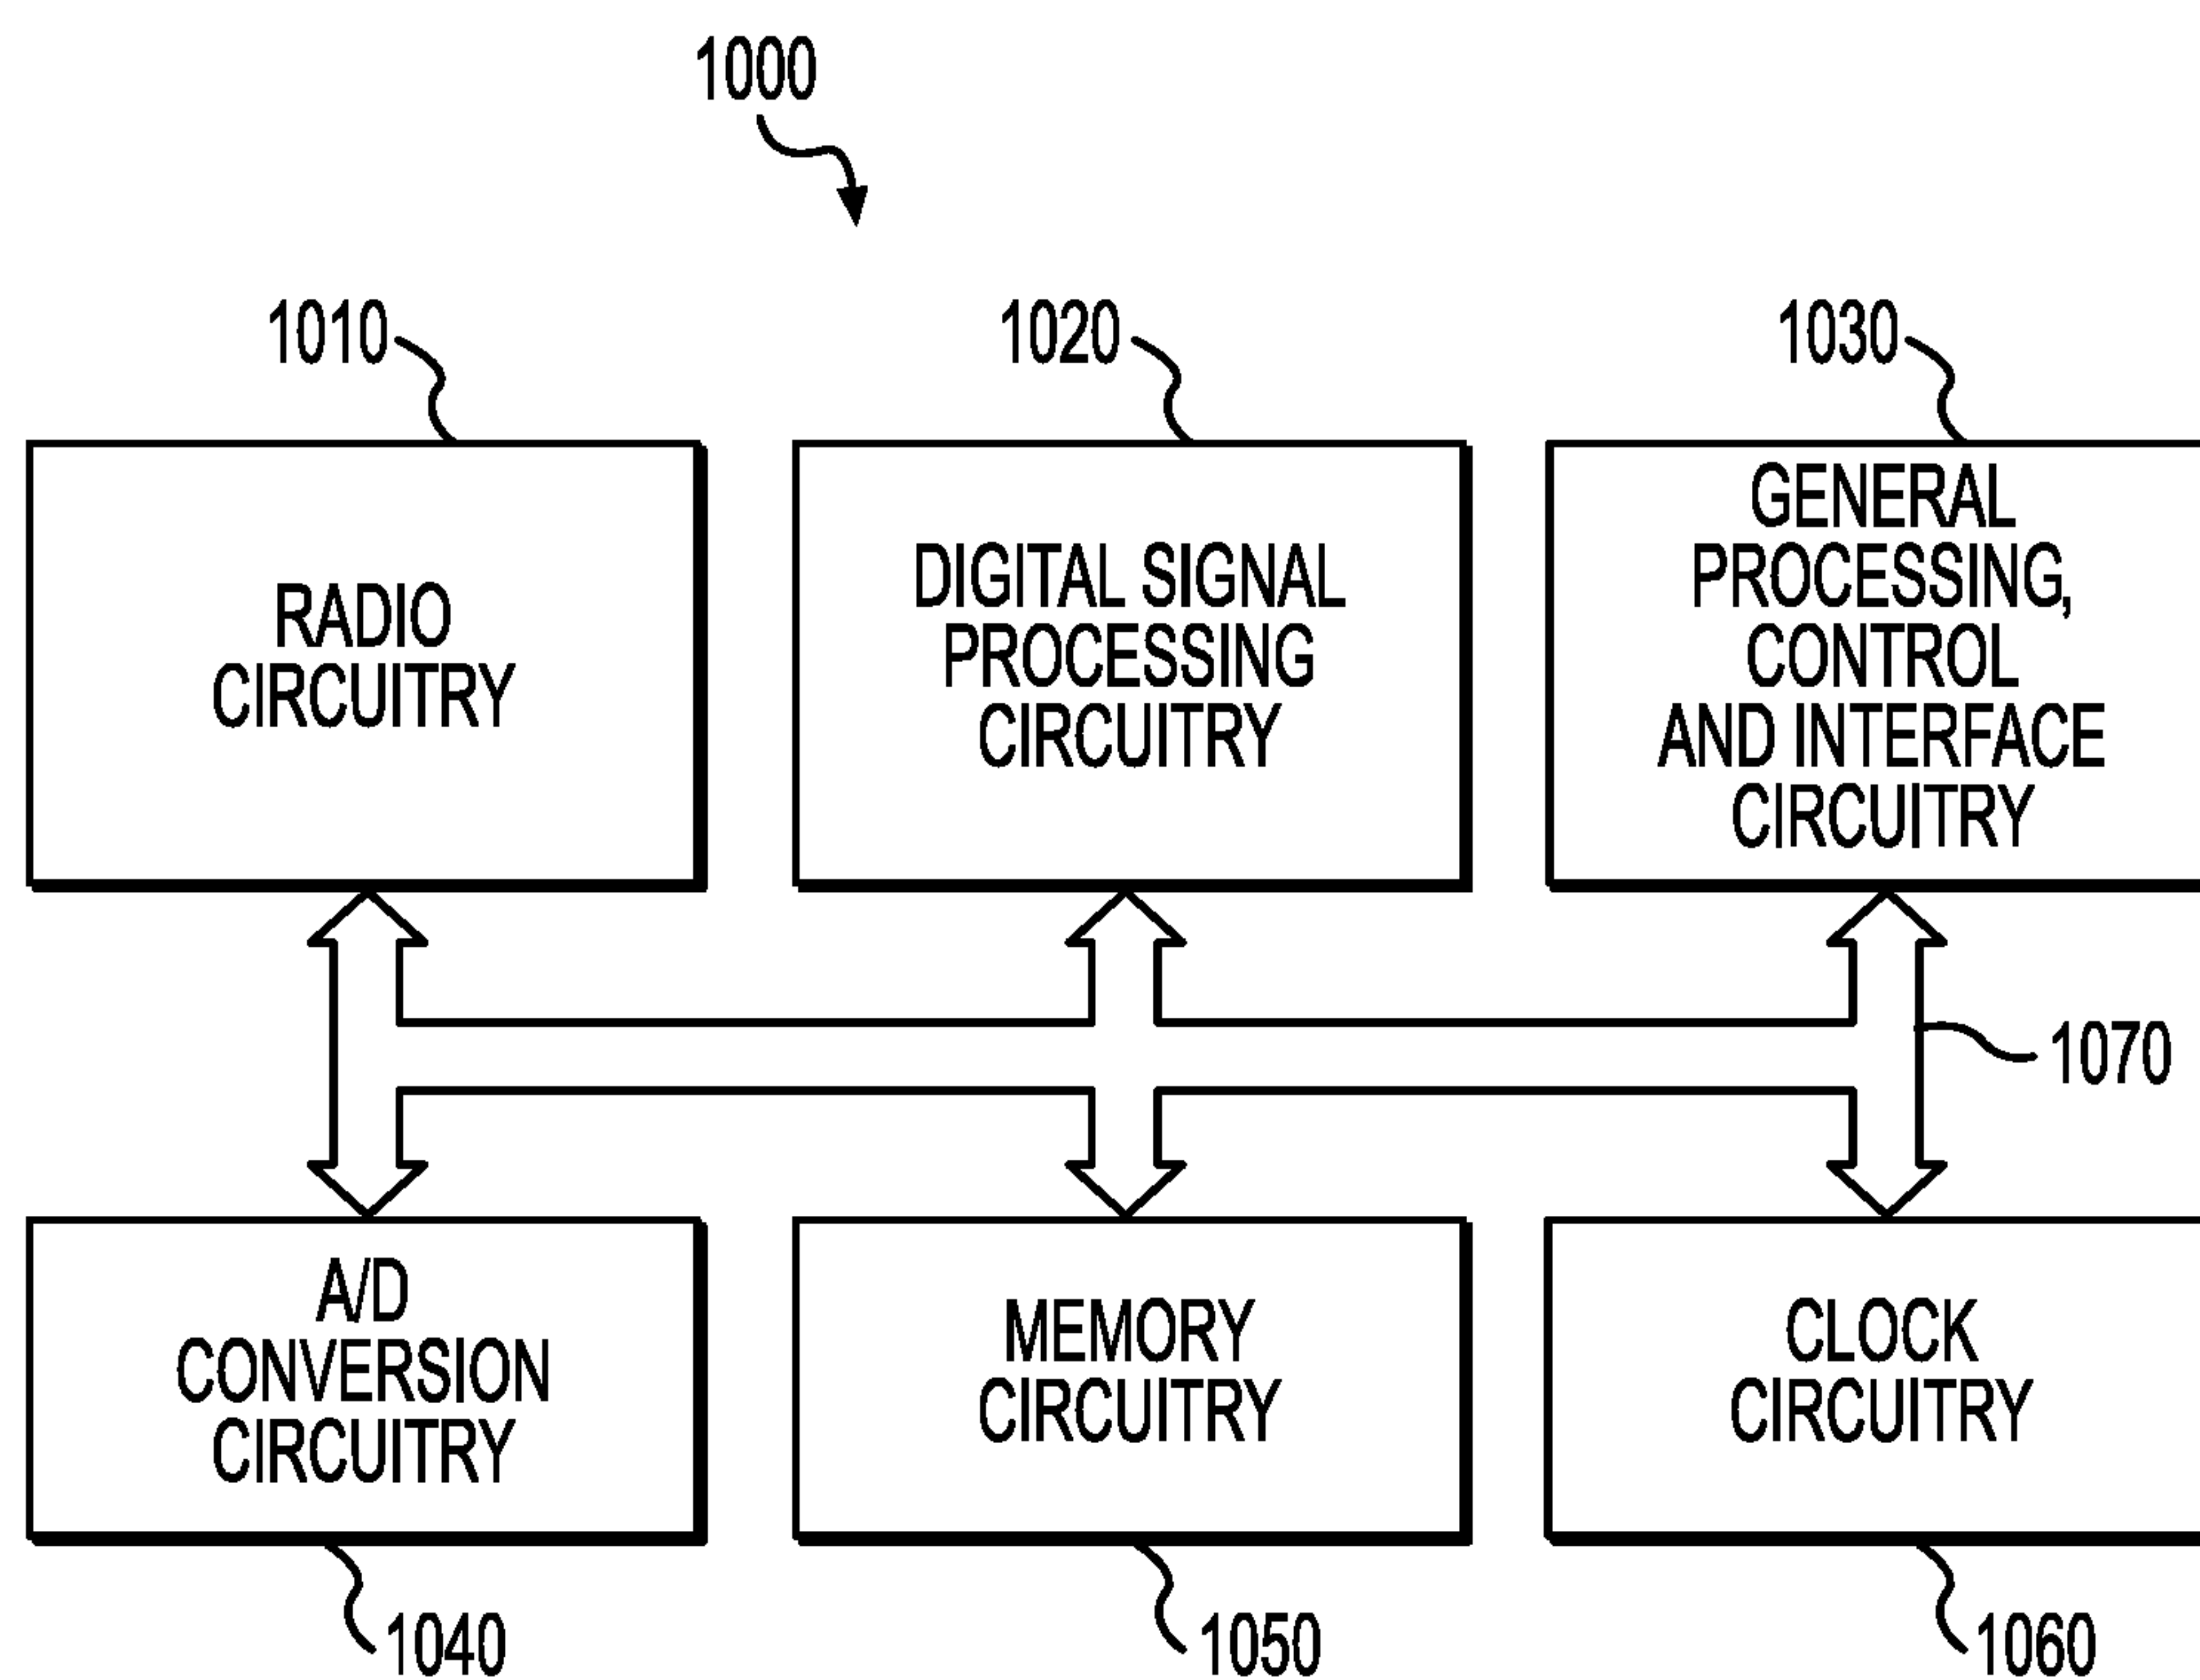 1000
1010
1020
1030
RADIO
CIRCUITRY
DIGITAL SIGNAL
PROCESSING
CIRCUITRY
GENERAL
PROCESSING,
CONTROL
AND INTERFACE
CIRCUITRY
1070
A/D
CONVERSION
CIRCUITRY
MEMORY
CIRCUITRY
CLOCK
CIRCUITRY
1040
1050
1060